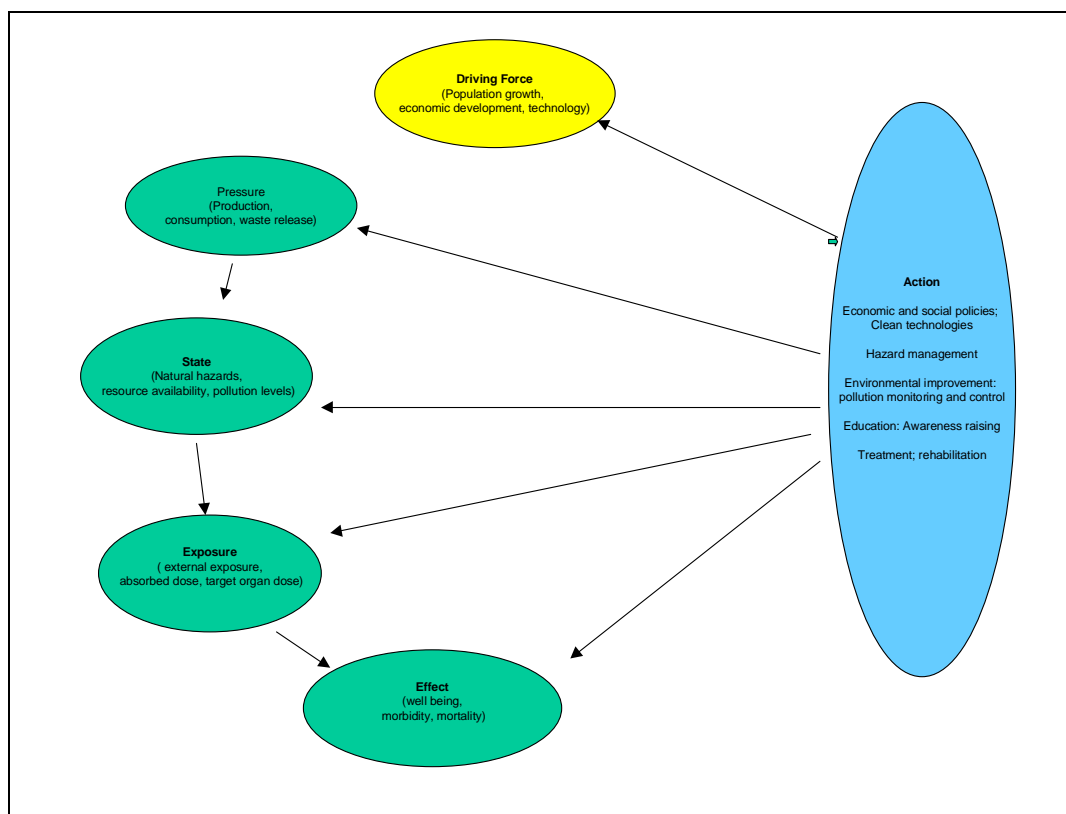 Driving Force
(Population growth,
economic development, technology)
Pressure
(Production,
consumption, waste release)
State
(Natural hazards,
resource availability, pollution levels)
Exposure
( external exposure,
absorbed dose, target organ dose)
Effect
(well being,
morbidity, mortality)
Action
Economic and social policies;
Clean technologies
Hazard management
Environmental improvement:
pollution monitoring and control
Education: Awareness raising
Treatment; rehabilitation